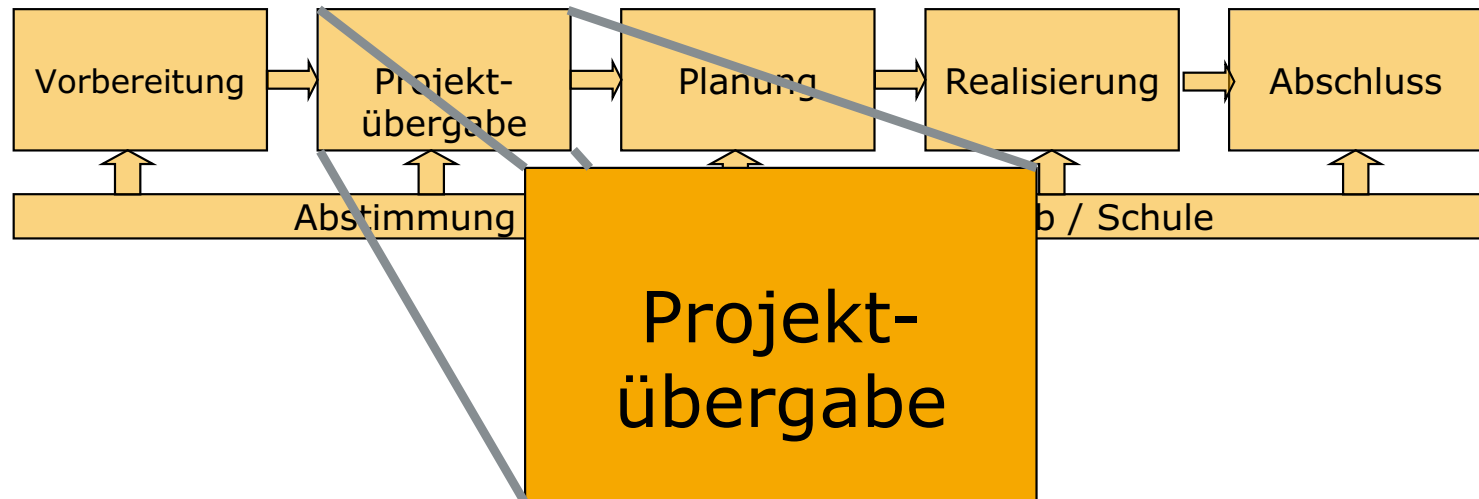 Vorbereitung
Projekt-
übergabe
Planung
Realisierung
Abschluss
Abstimmung
b / Schule
Projekt-
übergabe